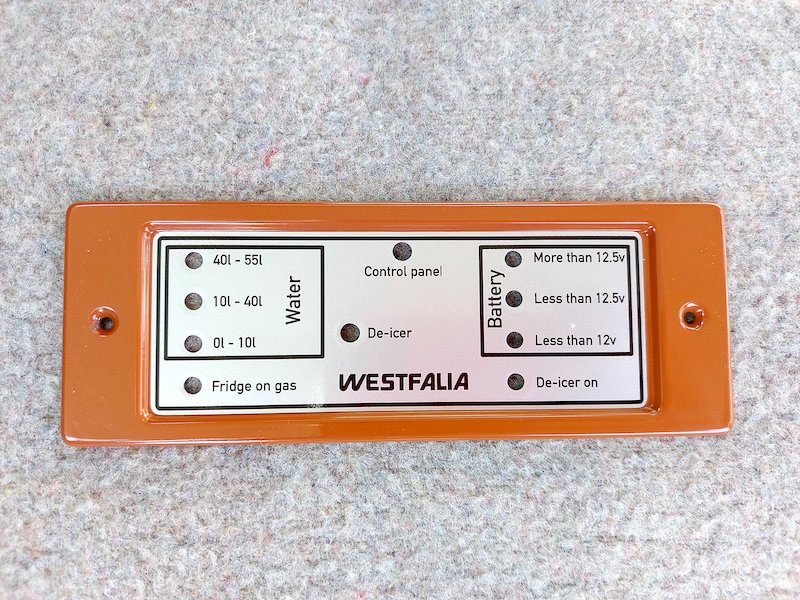 40l - 55l
10l - 40l
0l - 10l
Water
Fridge on gas
Control panel
De-icer
WESTFALIA
Battery
More than 12.5v
Less than 12.5v
Less than 12v
De-icer on